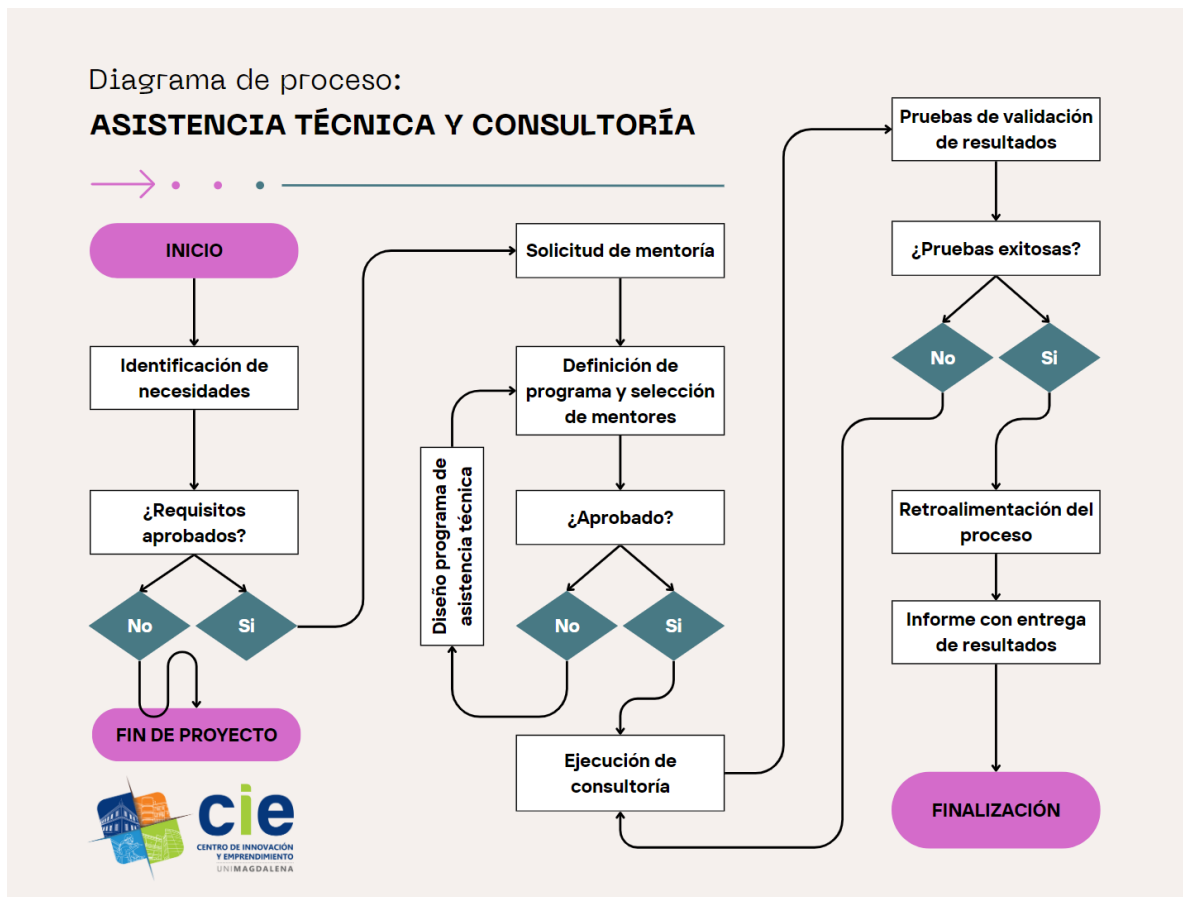 Diagrama de proceso:
ASISTENCIA TÉCNICA Y CONSULTORÍA
INICIO
Identificación de
necesidades
¿Requisitos
aprobados?
No
Si
FIN DE PROYECTO
Solicitud de mentoría
Definición de
programa y selección
de mentores
Diseño programa de
asistencia técnica
¿Aprobado?
No
Si
Ejecución de
consultoría
Pruebas de validación
de resultados
¿Pruebas exitosas?
No
Si
Retroalimentación del
proceso
Informe con entrega
de resultados
FINALIZACIÓN
cie
CENTRO DE INNOVACIÓN
Y EMPRENDIMIENTO
UNIMAGDALENA